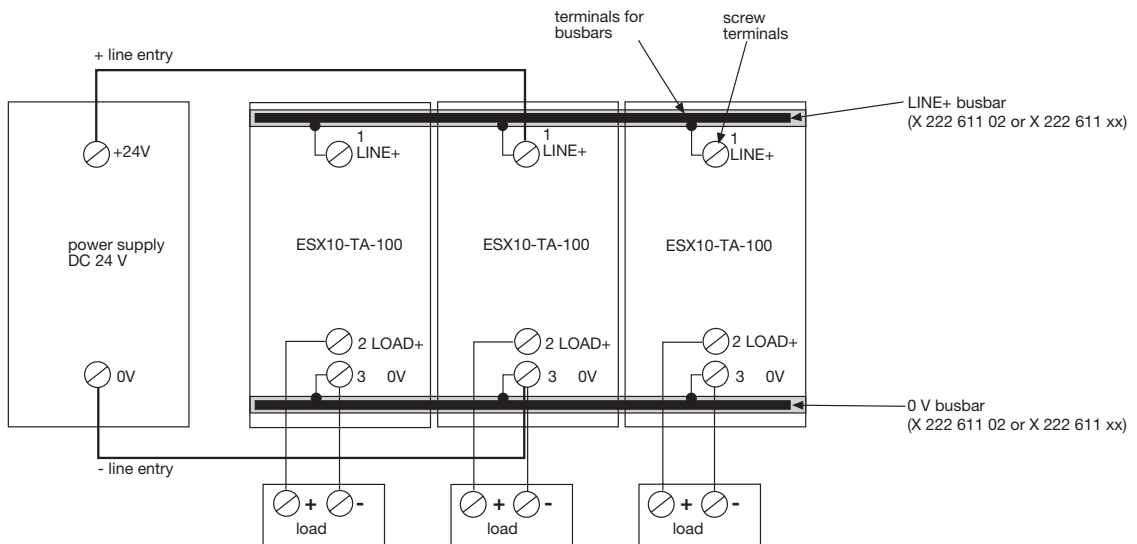 terminals for
busbars
screw
terminals
+ line entry
LINE+ busbar
(X 222 611 02 or X 222 611 xx)
+24V
1
LINE+
1
LINE+
1
LINE+
power supply
DC 24 V
ESX10-TA-100
ESX10-TA-100
ESX10-TA-100
2 LOAD+
2 LOAD+
2 LOAD+
0V
3 0V
3 0V
3 0V
0 V busbar
(X 222 611 02 or X 222 611 xx)
- line entry
+ -
load
+ -
load
+ -
load